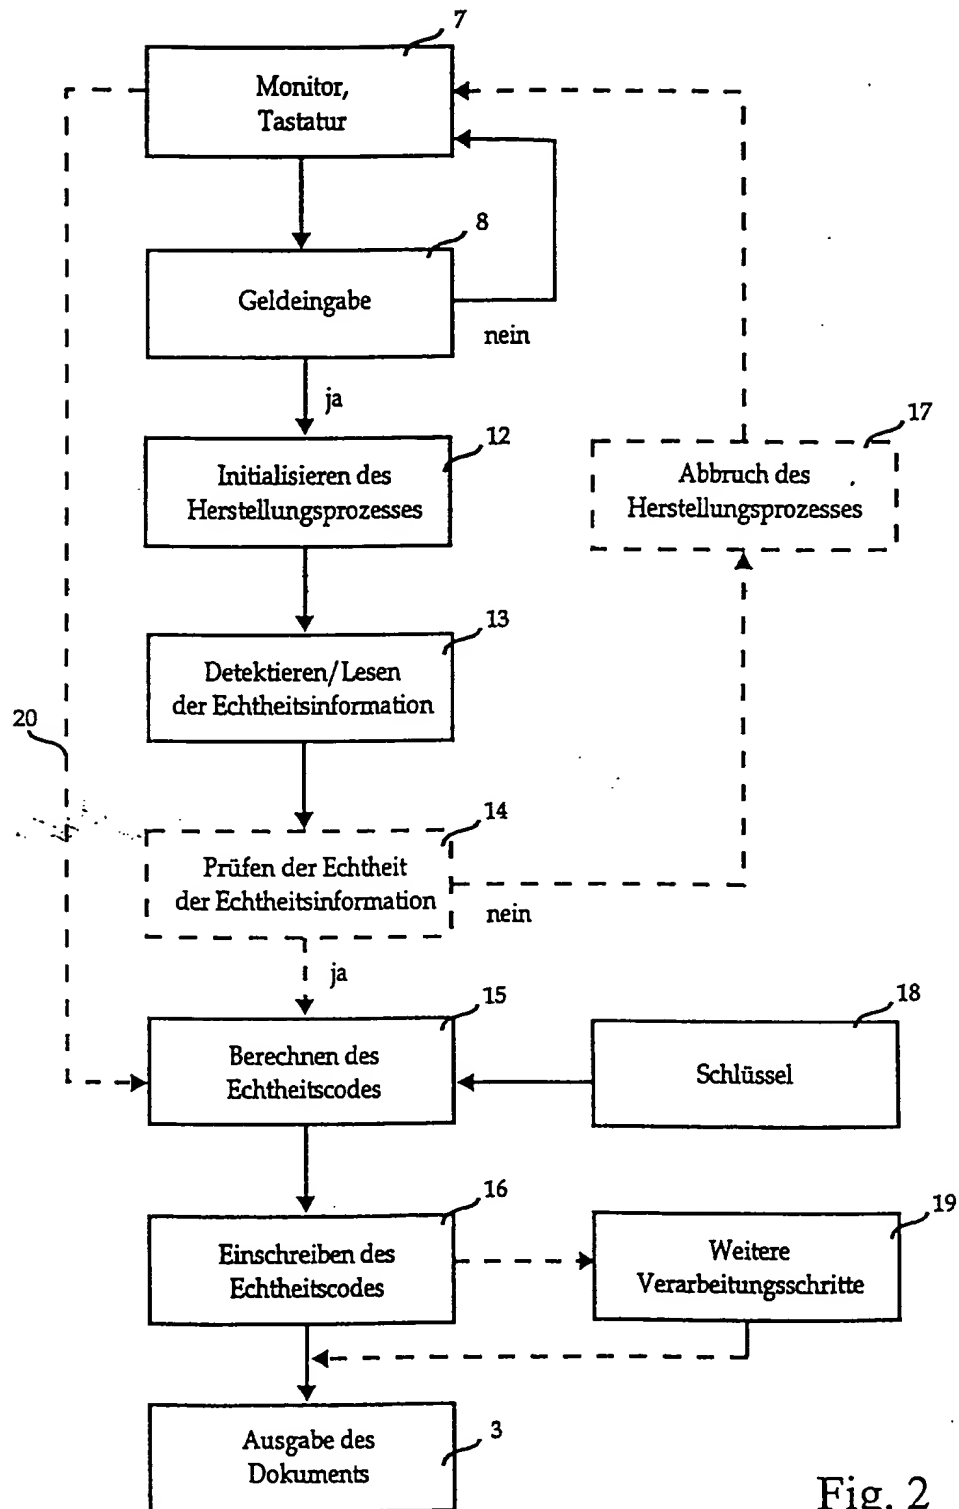 7
Monitor,
Tastatur
8
Geldeingabe
nein
ja
12
Initialisieren des
Herstellungsprozesses
17
Abbruch des
Herstellungsprozesses
13
Detektieren/Lesen
der Echtheitsinformation
20
14
Prüfen der Echtheit
der Echtheitsinformation
nein
ja
15
Berechnen des
Echtheitscodes
18
Schlüssel
16
Einschreiben des
Echtheitscodes
19
Weitere
Verarbeitungsschritte
3
Ausgabe des
Dokuments
Fig. 2